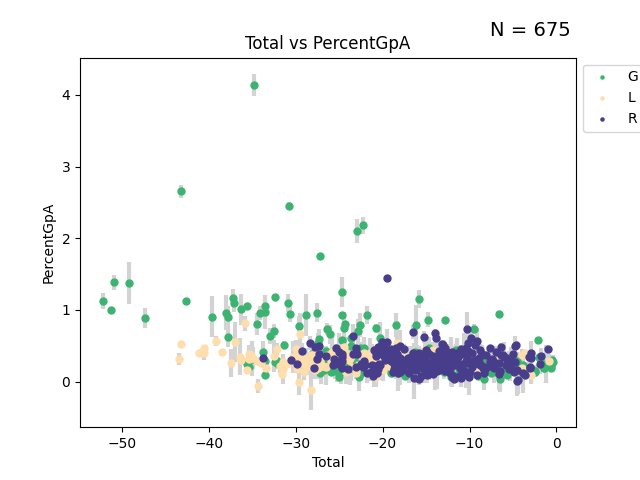 N = 675
Total vs PercentGpA
G
L
R
4
3
2
1
0
PercentGpA
−50
−40
−30
−20
−10
0
Total